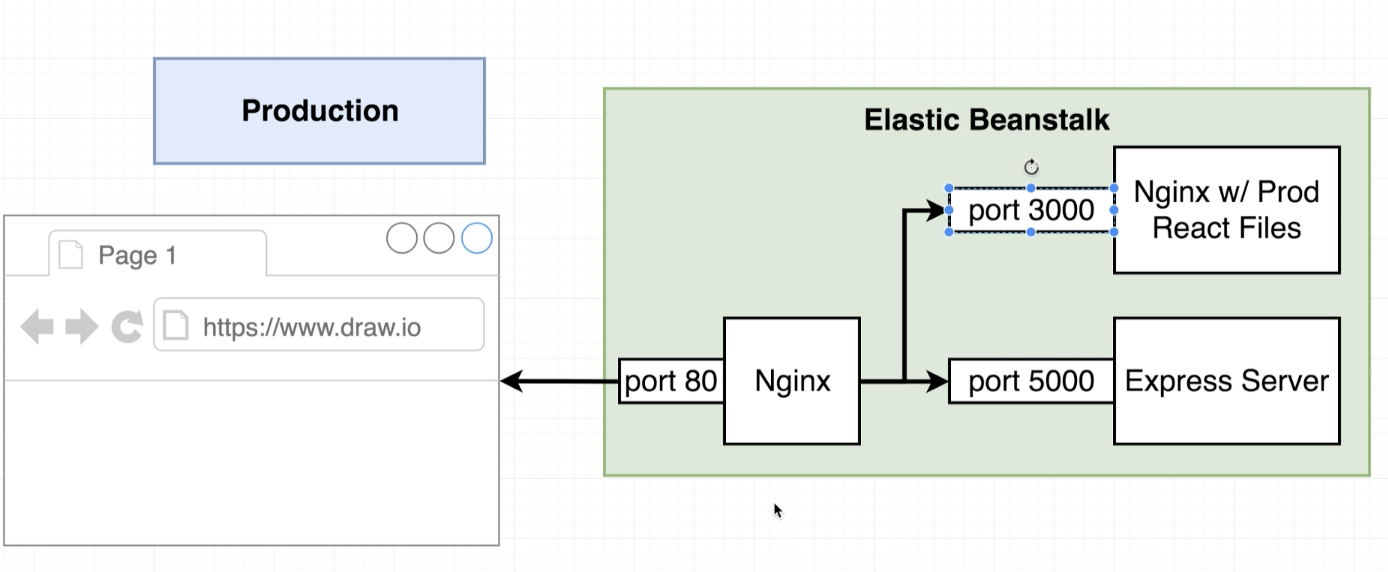 Production
Page 1
https://www.draw.io
Elastic Beanstalk
port 3000
Nginx w/ Prod
React Files
port 80
Nginx
port 5000
Express Server